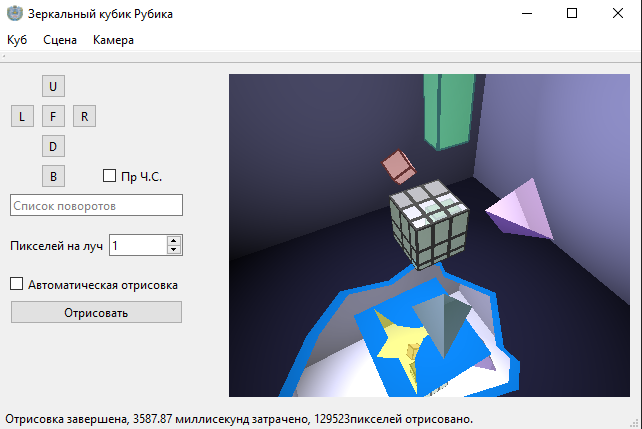 Зеркальный кубик Рубика
Куб Сцена Камера
U
L F R
D
B Пр Ч.С.
Список поворотов
Пикселей на луч 1
Автоматическая отрисовка
Отрисовать
Отрисовка завершена, 3587.87 миллисекунд затрачено, 129523пикселей отрисовано.